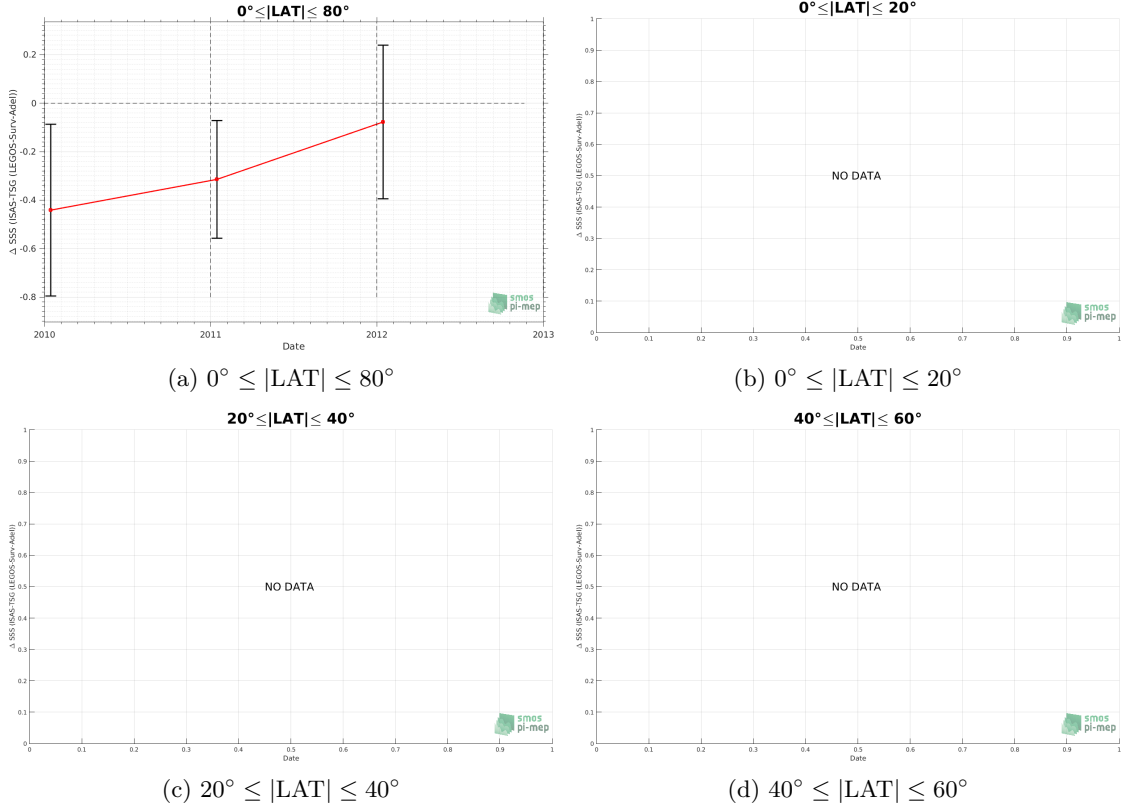 0°≤|LAT|≤ 80°
Δ SSS (ISAS-TSG (LEGOS-Surv-Adel))
0.2
0
-0.2
-0.4
-0.6
-0.8
2010 2011 2012 2013
Date
smos
pi-mep
(a) 0° ≤ |LAT| ≤ 80°
0°≤|LAT|≤ 20°
Δ SSS (ISAS-TSG (LEGOS-Surv-Adel))
1
0.9
0.8
0.7
0.6
0.5
0.4
0.3
0.2
0.1
0
NO DATA
0 0.1 0.2 0.3 0.4 0.5 0.6 0.7 0.8 0.9 1
Date
smos
pi-mep
(b) 0° ≤ |LAT| ≤ 20°
20°≤|LAT|≤ 40°
Δ SSS (ISAS-TSG (LEGOS-Surv-Adel))
1
0.9
0.8
0.7
0.6
0.5
0.4
0.3
0.2
0.1
0
NO DATA
0 0.1 0.2 0.3 0.4 0.5 0.6 0.7 0.8 0.9 1
Date
smos
pi-mep
(c) 20° ≤ |LAT| ≤ 40°
40°≤|LAT|≤ 60°
Δ SSS (ISAS-TSG (LEGOS-Surv-Adel))
1
0.9
0.8
0.7
0.6
0.5
0.4
0.3
0.2
0.1
0
NO DATA
0 0.1 0.2 0.3 0.4 0.5 0.6 0.7 0.8 0.9 1
Date
smos
pi-mep
(d) 40° ≤ |LAT| ≤ 60°